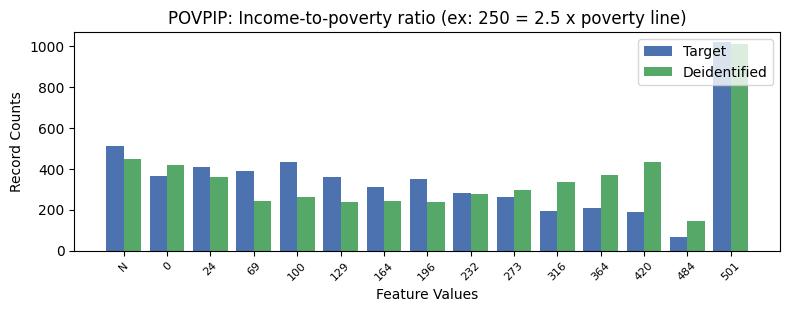 POVPIP: Income-to-poverty ratio (ex: 250 = 2.5 x poverty line)
Target
Deidentified
Record Counts
1000
800
600
400
200
0
N 0 24 69 100 129 164 196 232 273 316 364 420 484 501
Feature Values